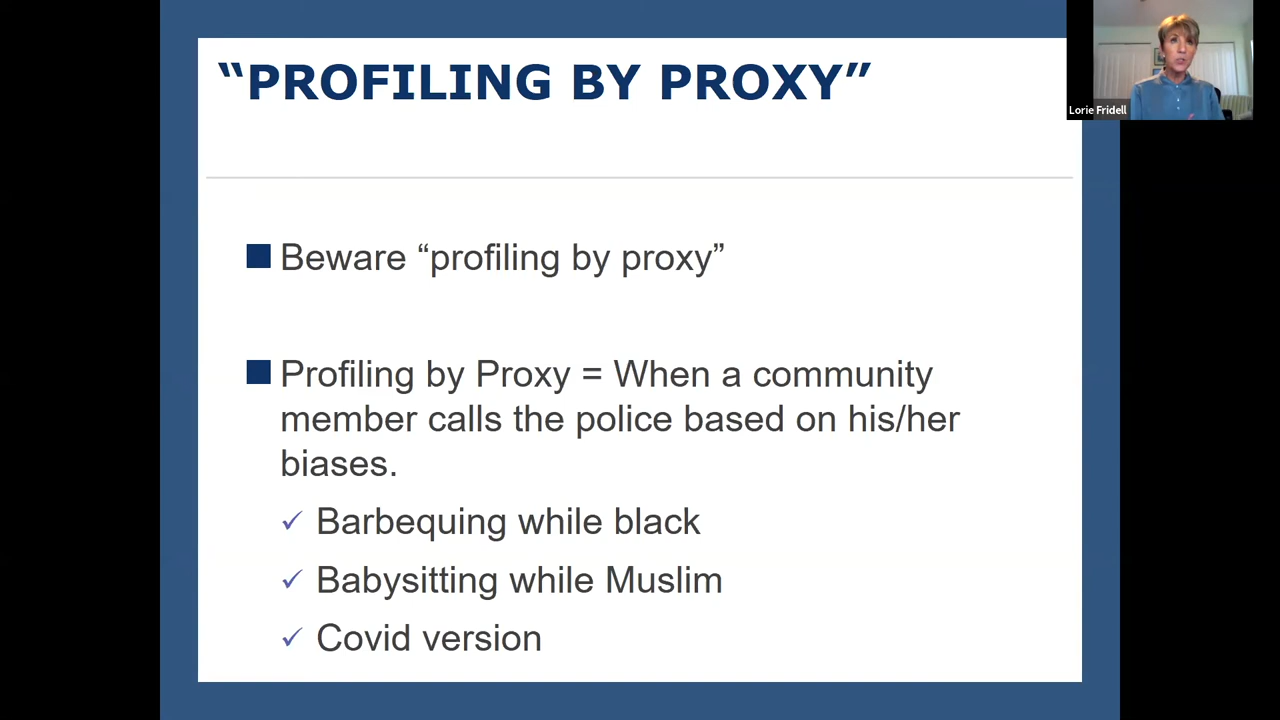 “PROFILING BY PROXY”
Lorie Fridell
Beware “profiling by proxy”
Profiling by Proxy = When a community
member calls the police based on his/her
biases.
✓ Barbequing while black
✓ Babysitting while Muslim
✓ Covid version